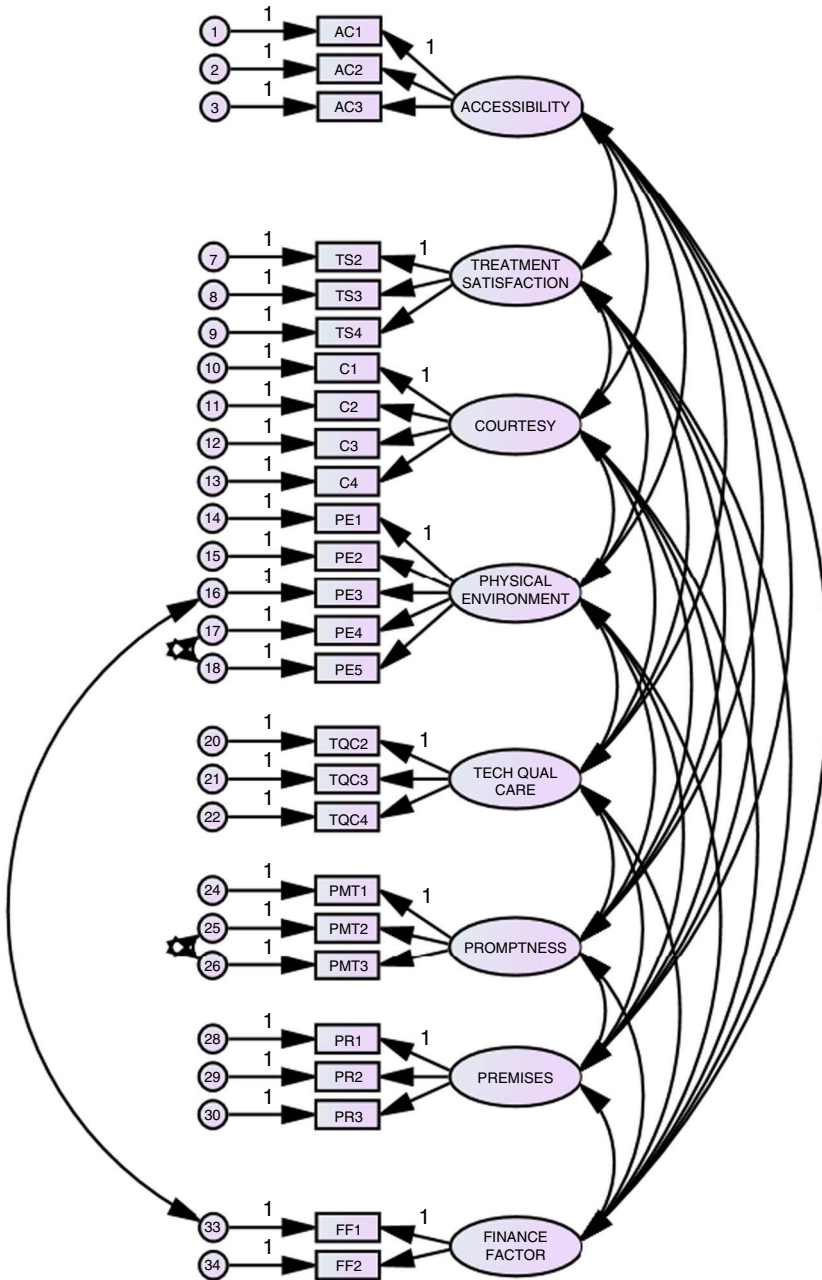 1 1 AC1 1
2 1 AC2
3 1 AC3
ACCESSIBILITY
7 1 TS2 1
8 1 TS3
9 1 TS4
TREATMENT
SATISFACTION
10 1 C1 1
11 1 C2
12 1 C3
13 1 C4
COURTESY
14 1 PE1 1
15 1 PE2
16 1 PE3
17 1 PE4
18 1 PE5
PHYSICAL
ENVIRONMENT
20 1 TQC2 1
21 1 TQC3
22 1 TQC4
TECH QUAL
CARE
24 1 PMT1 1
25 1 PMT2
26 1 PMT3
PROMPTNESS
28 1 PR1 1
29 1 PR2
30 1 PR3
PREMISES
33 1 FF1 1
34 1 FF2
FINANCE
FACTOR